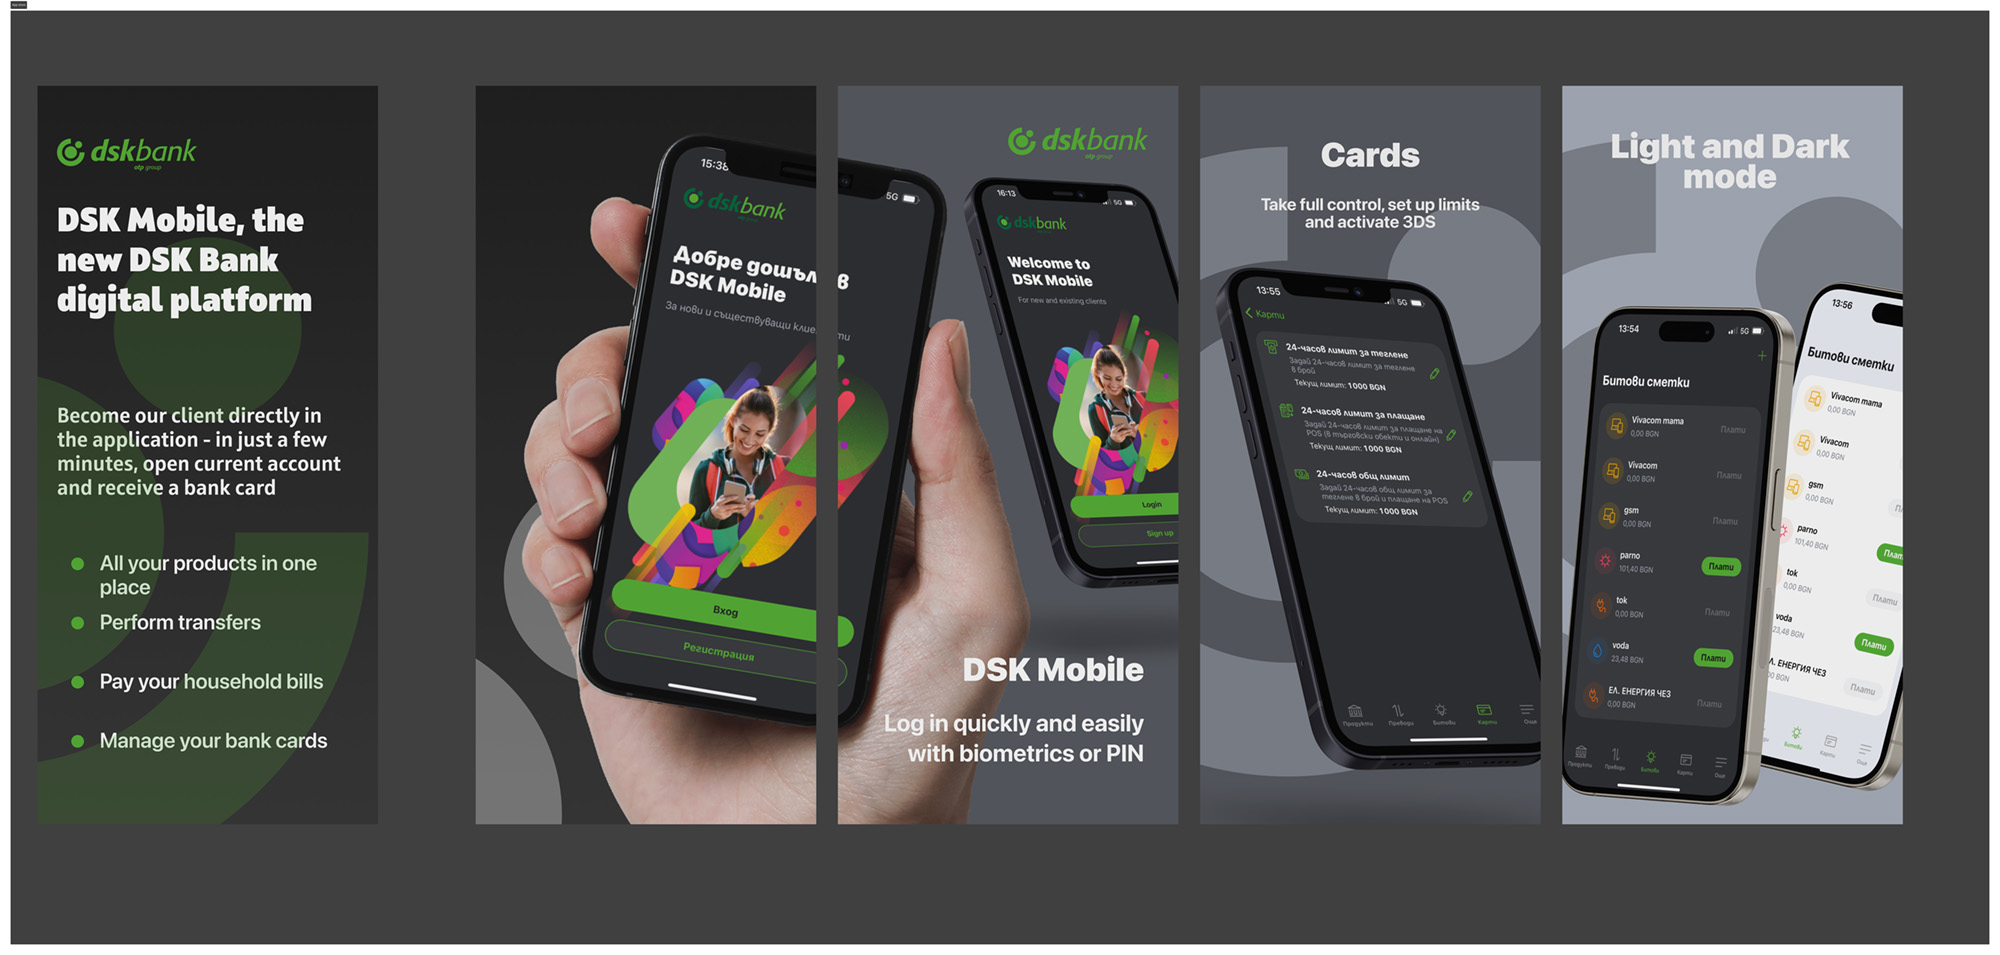 dskbank
otp group
DSK Mobile, the
new DSK Bank
digital platform
Become our client directly in
the application - in just a few
minutes, open current account
and receive a bank card
All your products in one
place
Perform transfers
Pay your household bills
Manage your bank cards
15:38
5G
dskbank
Добре дошъл в
DSK Mobile
За нови и съществуващи клиенти
Вход
Регистрация
dskbank
otp group
16:13
5G
dskbank
Welcome to
DSK Mobile
For new and existing clients
Login
Sign up
DSK Mobile
Log in quickly and easily
with biometrics or PIN
Cards
Take full control, set up limits
and activate 3DS
13:55
5G
Карти
24-часов лимит за теглене
Задай 24-часов лимит за теглене
в брой
Текущ лимит: 1000 BGN
24-часов лимит за плащане
Задай 24-часов лимит за плащане на
POS (в търговски обекти и онлайн)
Текущ лимит: 1000 BGN
24-часов общ лимит
Задай 24-часов общ лимит за
теглене в брой и плащане на POS
Текущ лимит: 1000 BGN
Продукти
Преводи
Битови
Карти
Още
Light and Dark
mode
13:54
5G
Битови сметки
Vivacom mama
0,00 BGN
Плати
Vivacom
0,00 BGN
Плати
gsm
0,00 BGN
Плати
parno
101,40 BGN
Плати
tok
0,00 BGN
Плати
voda
23,48 BGN
Плати
ЕЛ. ЕНЕРГИЯ ЧЕЗ
0,00 BGN
Плати
Продукти
Преводи
Битови
Карти
Още
13:56
Битови сметки
Vivacom mama
0,00 BGN
Vivacom
0,00 BGN
gsm
0,00 BGN
parno
101,40 BGN
tok
0,00 BGN
Плати
voda
23,48 BGN
Плати
ЕЛ. ЕНЕРГИЯ ЧЕЗ
BGN
Плати
Битови
Карти
Още